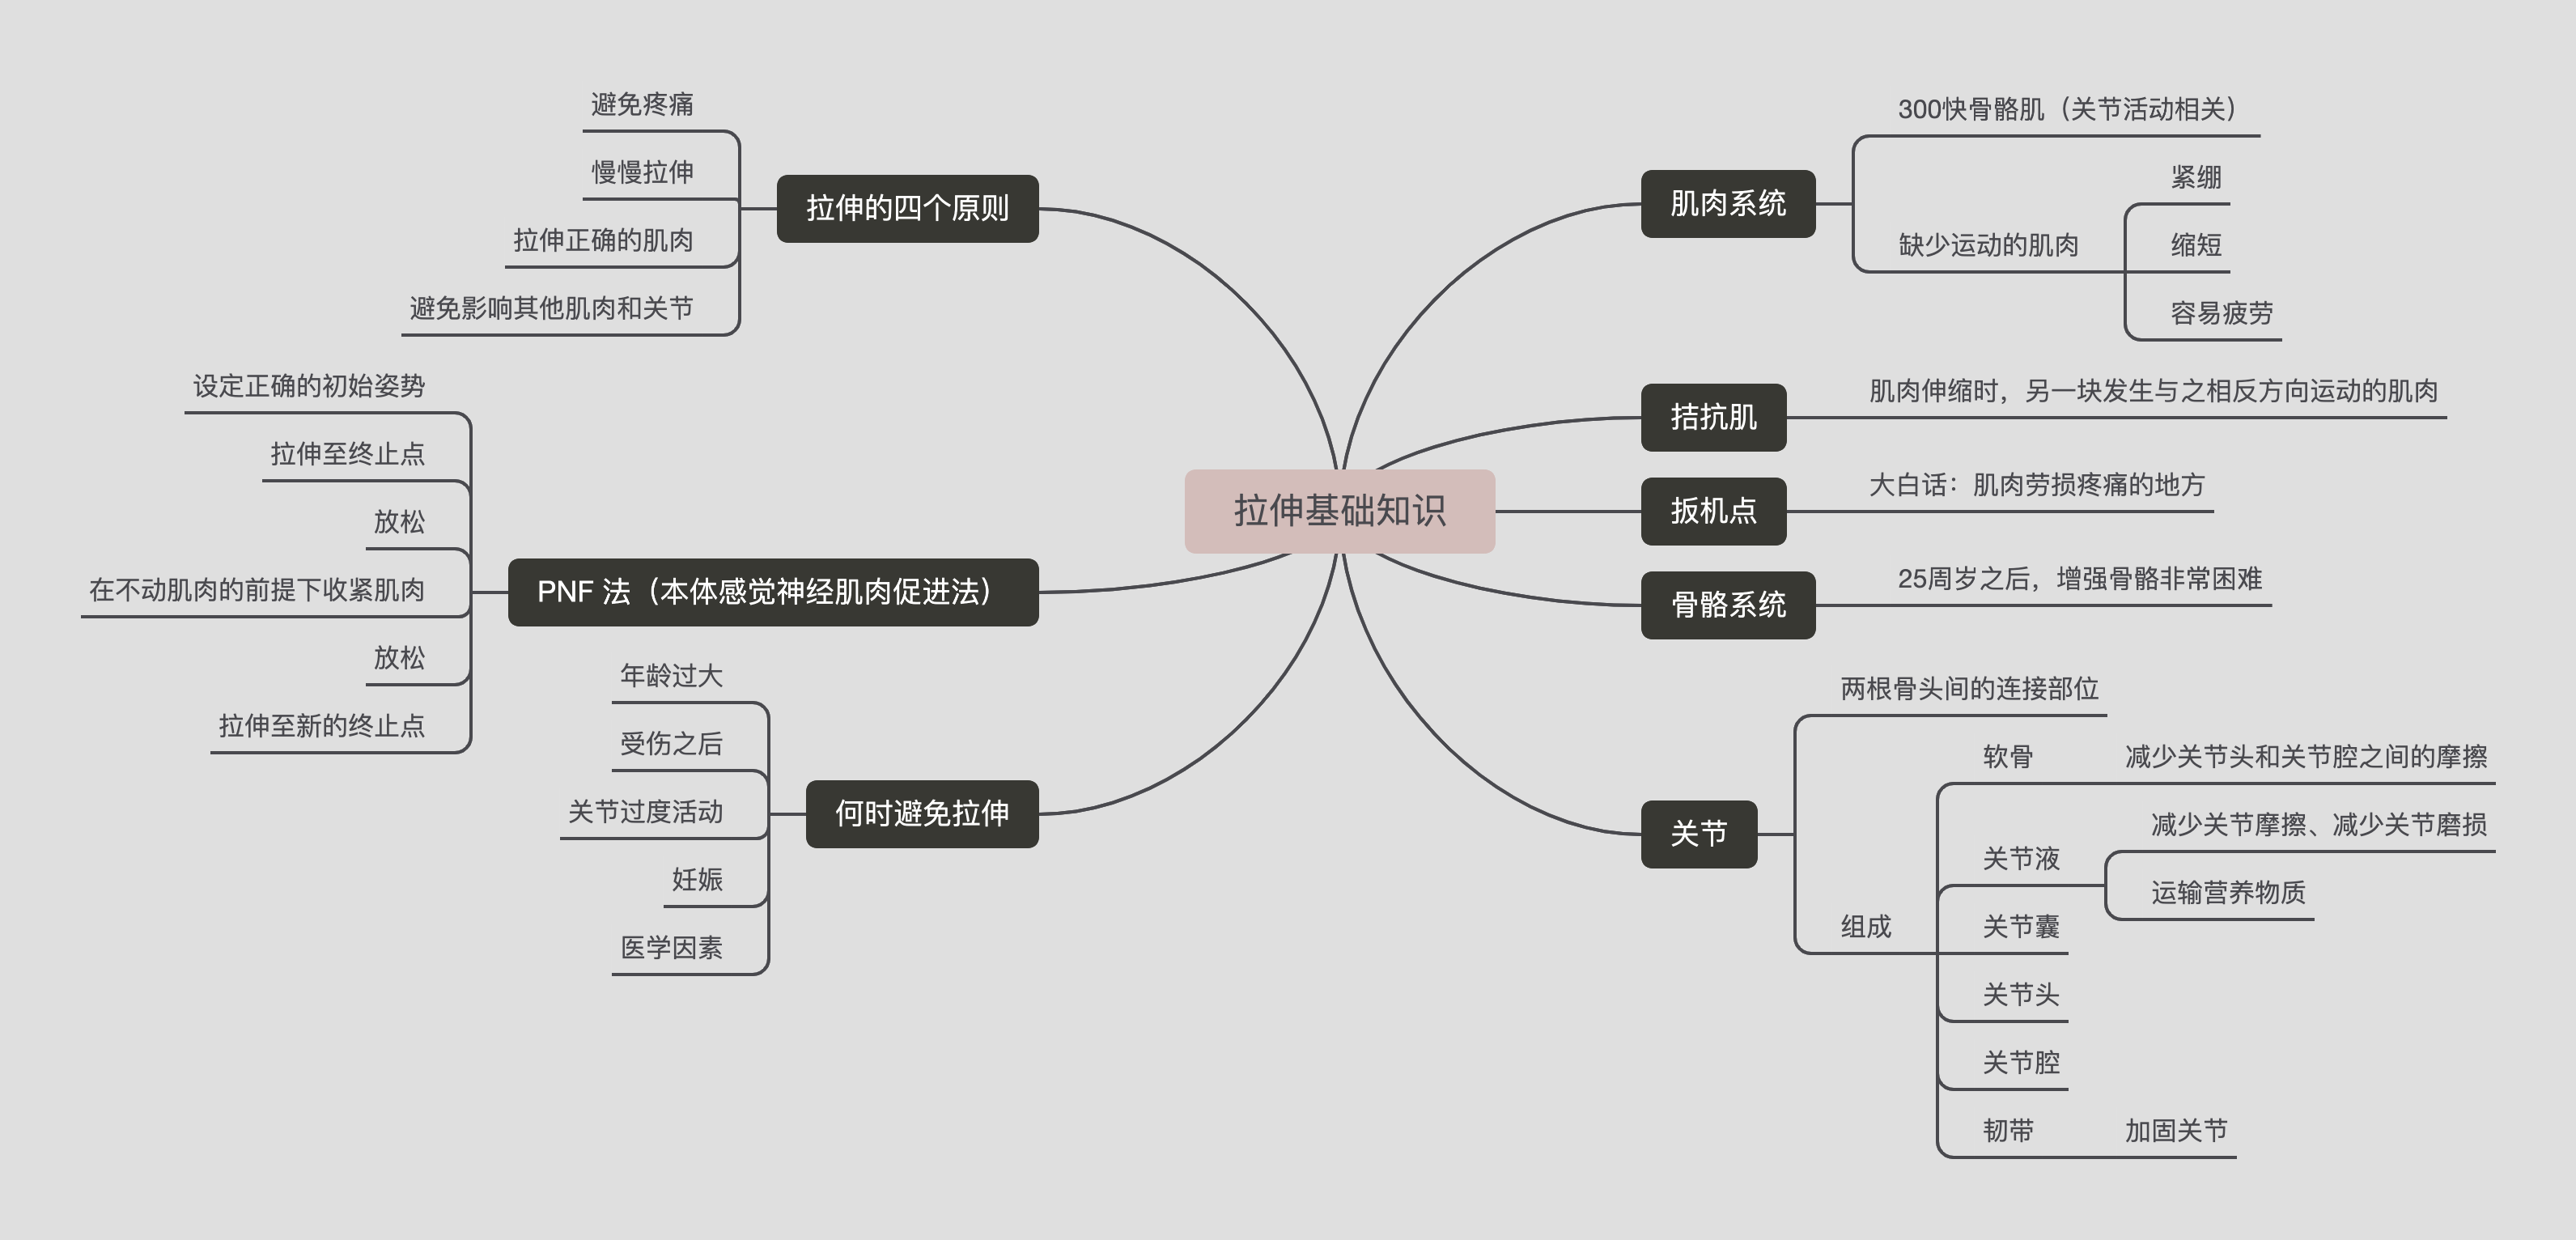 拉伸基础知识
肌肉系统
300快骨骼肌（关节活动相关）
缺少运动的肌肉
紧绷
缩短
容易疲劳
拮抗肌
肌肉伸缩时，另一块发生与之相反方向运动的肌肉
扳机点
大白话：肌肉劳损疼痛的地方
骨骼系统
25周岁之后，增强骨骼非常困难
关节
两根骨头间的连接部位
组成
软骨
减少关节头和关节腔之间的摩擦
关节液
减少关节摩擦、减少关节磨损
运输营养物质
关节囊
关节头
关节腔
韧带
加固关节
拉伸的四个原则
避免疼痛
慢慢拉伸
拉伸正确的肌肉
避免影响其他肌肉和关节
PNF 法（本体感觉神经肌肉促进法）
设定正确的初始姿势
拉伸至终止点
放松
在不动肌肉的前提下收紧肌肉
放松
拉伸至新的终止点
何时避免拉伸
年龄过大
受伤之后
关节过度活动
妊娠
医学因素